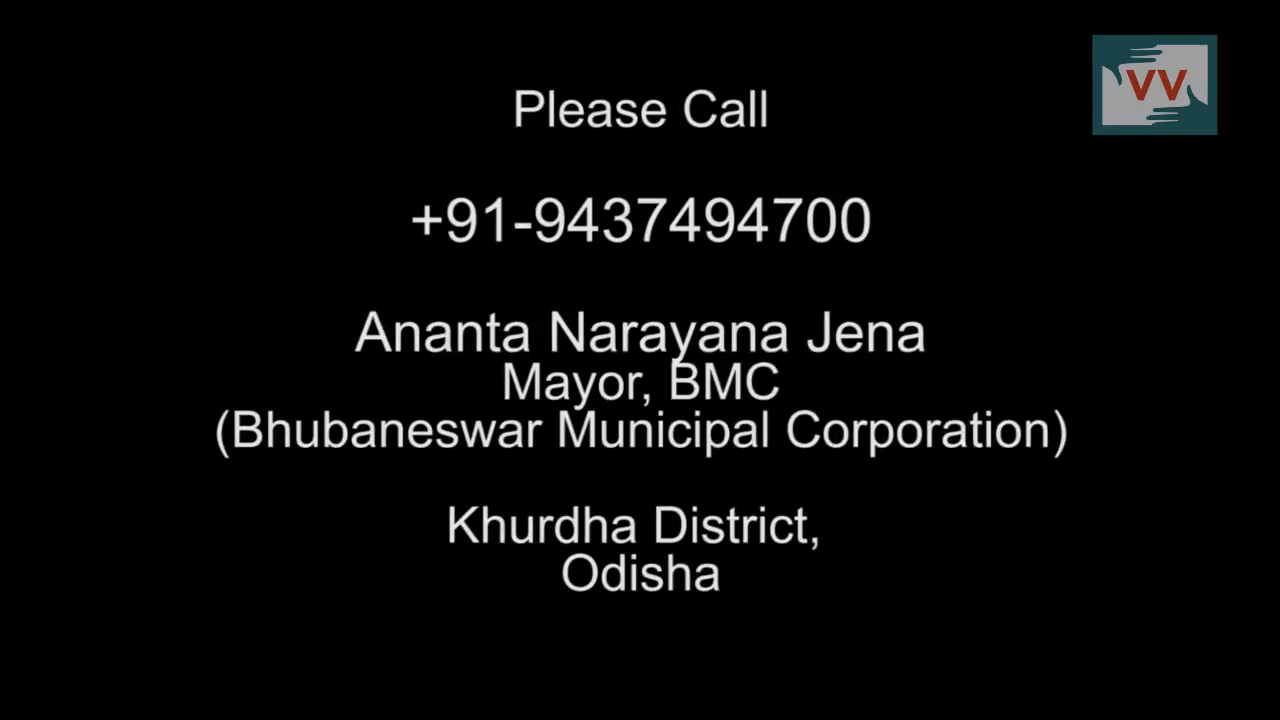 VV
Please Call
+91-9437494700
Ananta Narayana Jena
Mayor, BMC
(Bhubaneswar Municipal Corporation)
Khurdha District,
Odisha